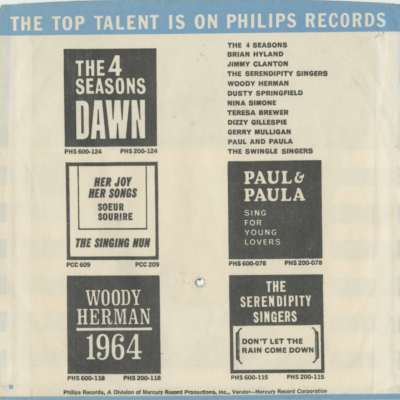 THE TOP TALENT IS ON PHILIPS RECORDS
THE 4
SEASONS
DAWN
PHS 600-124 PHS 200-124
THE 4 SEASONS
BRIAN HYLAND
JIMMY CLANTON
THE SERENDIPITY SINGERS
WOODY HERMAN
DUSTY SPRINGFIELD
NINA SIMONE
TERESA BREWER
DIZZY GILLESPIE
GERRY MULLIGAN
PAUL AND PAULA
THE SWINGLE SINGERS
HER JOY
HER SONGS
SOEUR
SOURIRE
THE SINGING NUN
PCC 609 PCC 209
PAUL &
PAULA
SING
FOR
YOUNG
LOVERS
PHS 600-078 PHS 200-078
WOODY
HERMAN
1964
PHS 600-118 PHS 200-118
THE
SERENDIPITY
SINGERS
(DON'T LET THE
RAIN COME DOWN)
PHS 600-115 PHS 200-115
Philips Records, A Division of Mercury Record Productions, Inc., Vendor—Mercury Record Corporation